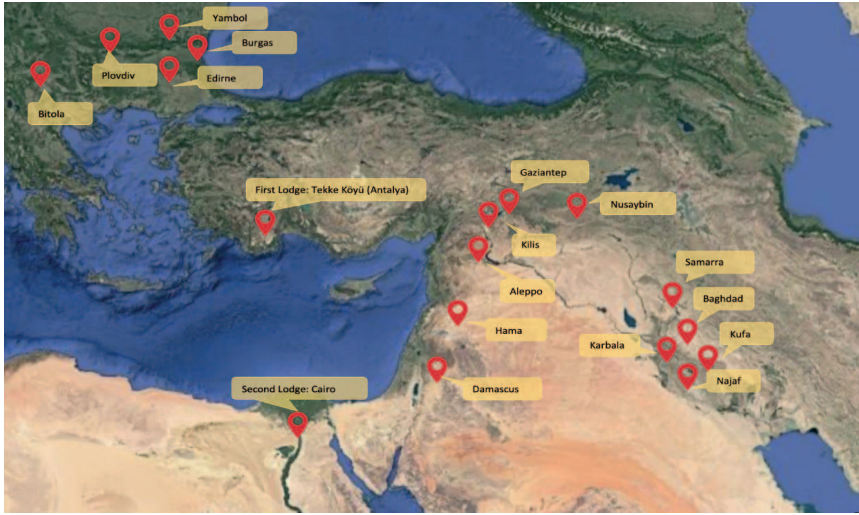 Yambol
Burgas
Plovdiv
Edirne
Bitola
Gaziantep
First Lodge: Tekke Köyü (Antalya)
Nusaybin
Kilis
Samarra
Aleppo
Baghdad
Hama
Karbala
Kufa
Second Lodge: Cairo
Damascus
Najaf